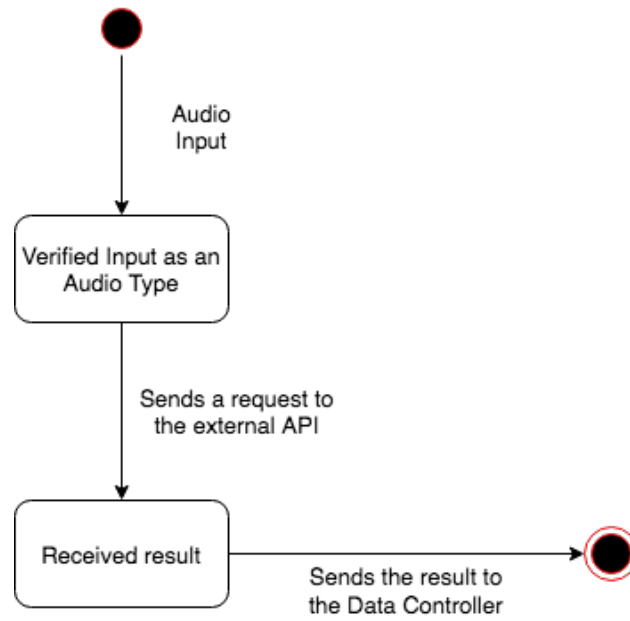 Audio
Input
Verified Input as an
Audio Type
Sends a request to
the external API
Received result
Sends the result to
the Data Controller